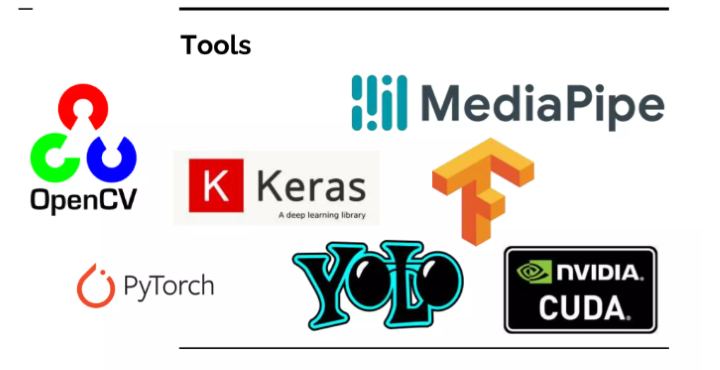 Tools
MediaPipe
OpenCV
K Keras
A deep learning library
PyTorch
YOLO
NVIDIA.
CUDA.